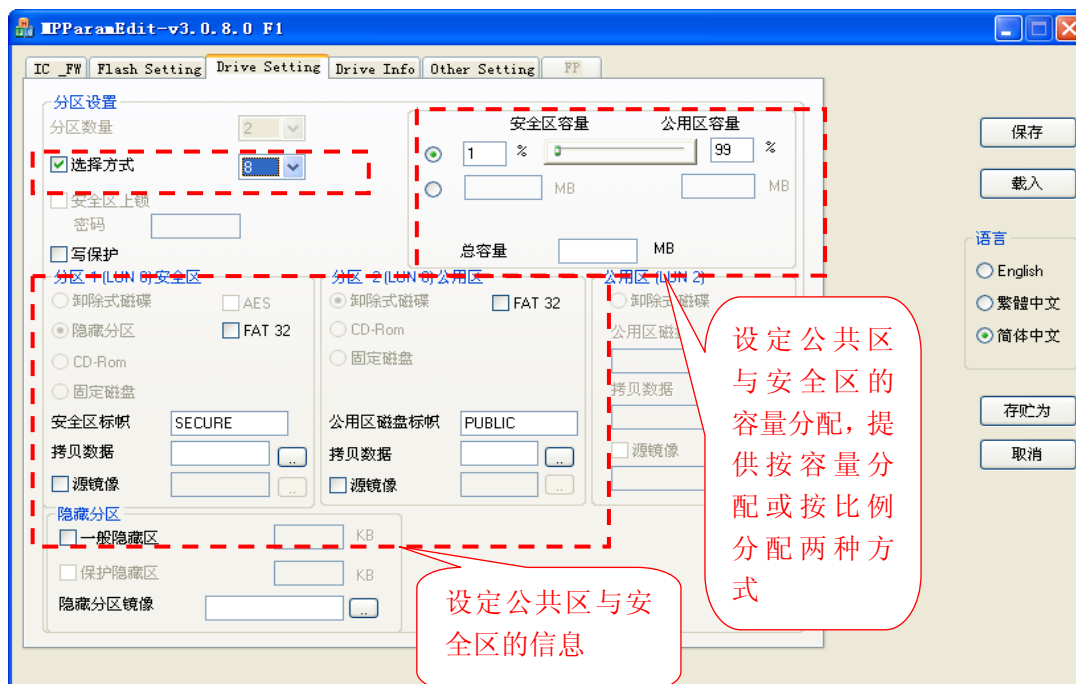 MPParamEdit-v3.0.8.0 F1
IC _FW Flash Setting Drive Setting Drive Info Other Setting FP
分区设置
分区数量 2
选择方式 8
安全区上锁
密码
写保护
安全区容量 公用区容量
1 % 99 %
MB MB
总容量 MB
分区-1 (LUN 0)安全区
卸除式磁碟 AES
隐藏分区 FAT 32
CD-Rom
固定磁盘
安全区标帜 SECURE
拷贝数据 ..
源镜像 ..
分区-2 (LUN 0)公用区
卸除式磁碟 FAT 32
CD-Rom
固定磁盘
公用区磁盘标帜 PUBLIC
拷贝数据 ..
源镜像 ..
公用区 (LUN 2)
卸除式磁碟
公用区磁
拷贝数据
源镜像
隐藏分区
一般隐藏区 KB
保护隐藏区 KB
隐藏分区镜像 ..
设定公共区
与安全区的
容量分配，提
供按容量分
配或按比例
分配两种方
式
设定公共区与安
全区的信息
保存
载入
语言
English
繁體中文
简体中文
存贮为
取消